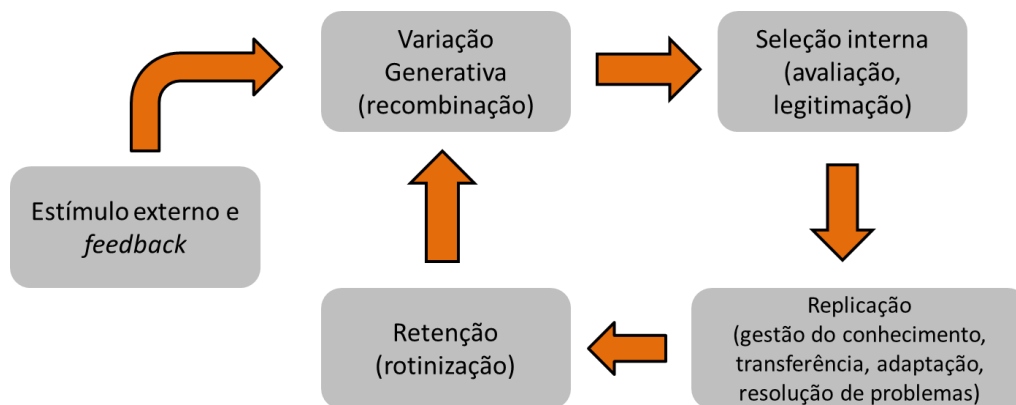 Variação
Generativa
(recombinação)
Seleção interna
(avaliação,
legitimação)
Estímulo externo e
feedback
Retenção
(rotinização)
Replicação
(gestão do conhecimento,
transferência, adaptação,
resolução de problemas)